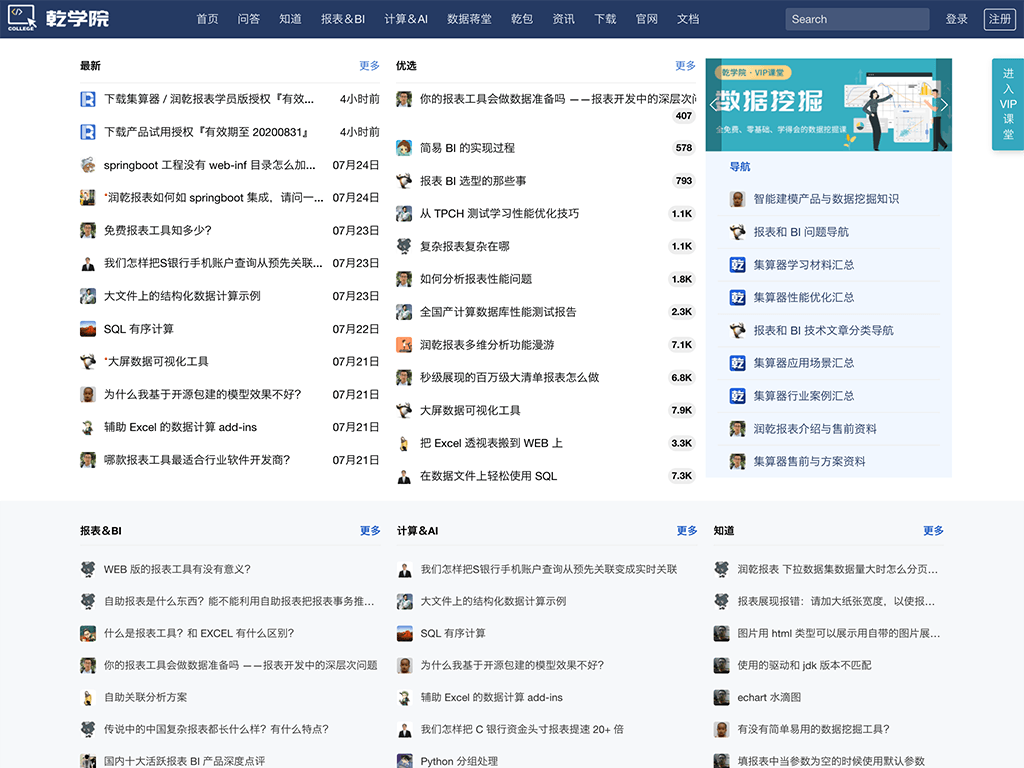 COLLEGE 乾学院 首页 问答 知道 报表&BI 计算&AI 数据蒋堂 乾包 资讯 下载 官网 文档 Search 登录 注册
最新 更多
下载集算器 / 润乾报表学员版授权『有效... 4小时前
下载产品试用授权『有效期至 20200831』 4小时前
springboot 工程没有 web-inf 目录怎么加... 07月24日
*润乾报表如何如 springboot 集成，请问一... 07月24日
免费报表工具知多少? 07月23日
我们怎样把S银行手机账户查询从预先关联... 07月23日
大文件上的结构化数据计算示例 07月23日
SQL 有序计算 07月22日
*大屏数据可视化工具 07月21日
为什么我基于开源包建的模型效果不好? 07月21日
辅助 Excel 的数据计算 add-ins 07月21日
哪款报表工具最适合行业软件开发商? 07月21日
优选 更多
你的报表工具会做数据准备吗 ——报表开发中的深层次问
407
简易 BI 的实现过程 578
报表 BI 选型的那些事 793
从 TPCH 测试学习性能优化技巧 1.1K
复杂报表复杂在哪 1.1K
如何分析报表性能问题 1.8K
全国产计算数据库性能测试报告 2.3K
润乾报表多维分析功能漫游 7.1K
秒级展现的百万级大清单报表怎么做 6.8K
大屏数据可视化工具 7.9K
把 Excel 透视表搬到 WEB 上 3.3K
在数据文件上轻松使用 SQL 7.3K
乾学院 · VIP课堂
数据挖掘
全免费、零基础、学得会的数据挖掘课
导航
智能建模产品与数据挖掘知识
报表和 BI 问题导航
集算器学习材料汇总
集算器性能优化汇总
报表和 BI 技术文章分类导航
集算器应用场景汇总
集算器行业案例汇总
润乾报表介绍与售前资料
集算器售前与方案资料
进
入
VIP
课
堂
报表&BI 更多
WEB 版的报表工具有没有意义?
自助报表是什么东西？能不能利用自助报表把报表事务推...
什么是报表工具？和 EXCEL 有什么区别?
你的报表工具会做数据准备吗 ——报表开发中的深层次问题
自助关联分析方案
传说中的中国复杂报表都长什么样？有什么特点?
国内十大活跃报表 BI 产品深度点评
计算&AI 更多
我们怎样把S银行手机账户查询从预先关联变成实时关联
大文件上的结构化数据计算示例
SQL 有序计算
为什么我基于开源包建的模型效果不好?
辅助 Excel 的数据计算 add-ins
我们怎样把 C 银行资金头寸报表提速 20+ 倍
Python 分组处理
知道 更多
润乾报表 下拉数据集数据量大时怎么分页...
报表展现报错：请加大纸张宽度，以使报...
图片用 html 类型可以展示用自带的图片展...
使用的驱动和 jdk 版本不匹配
echart 水滴图
有没有简单易用的数据挖掘工具?
填报表中当参数为空的时候使用默认参数